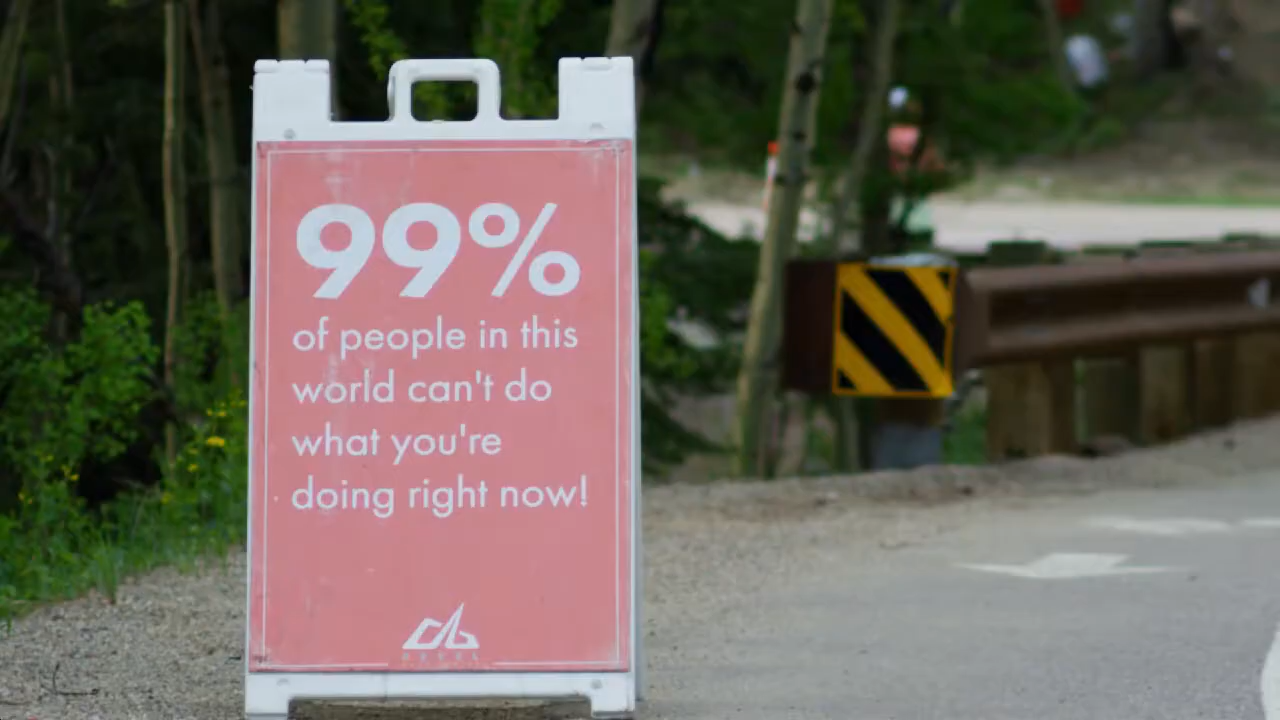 99%
of people in this
world can't do
what you're
doing right now!